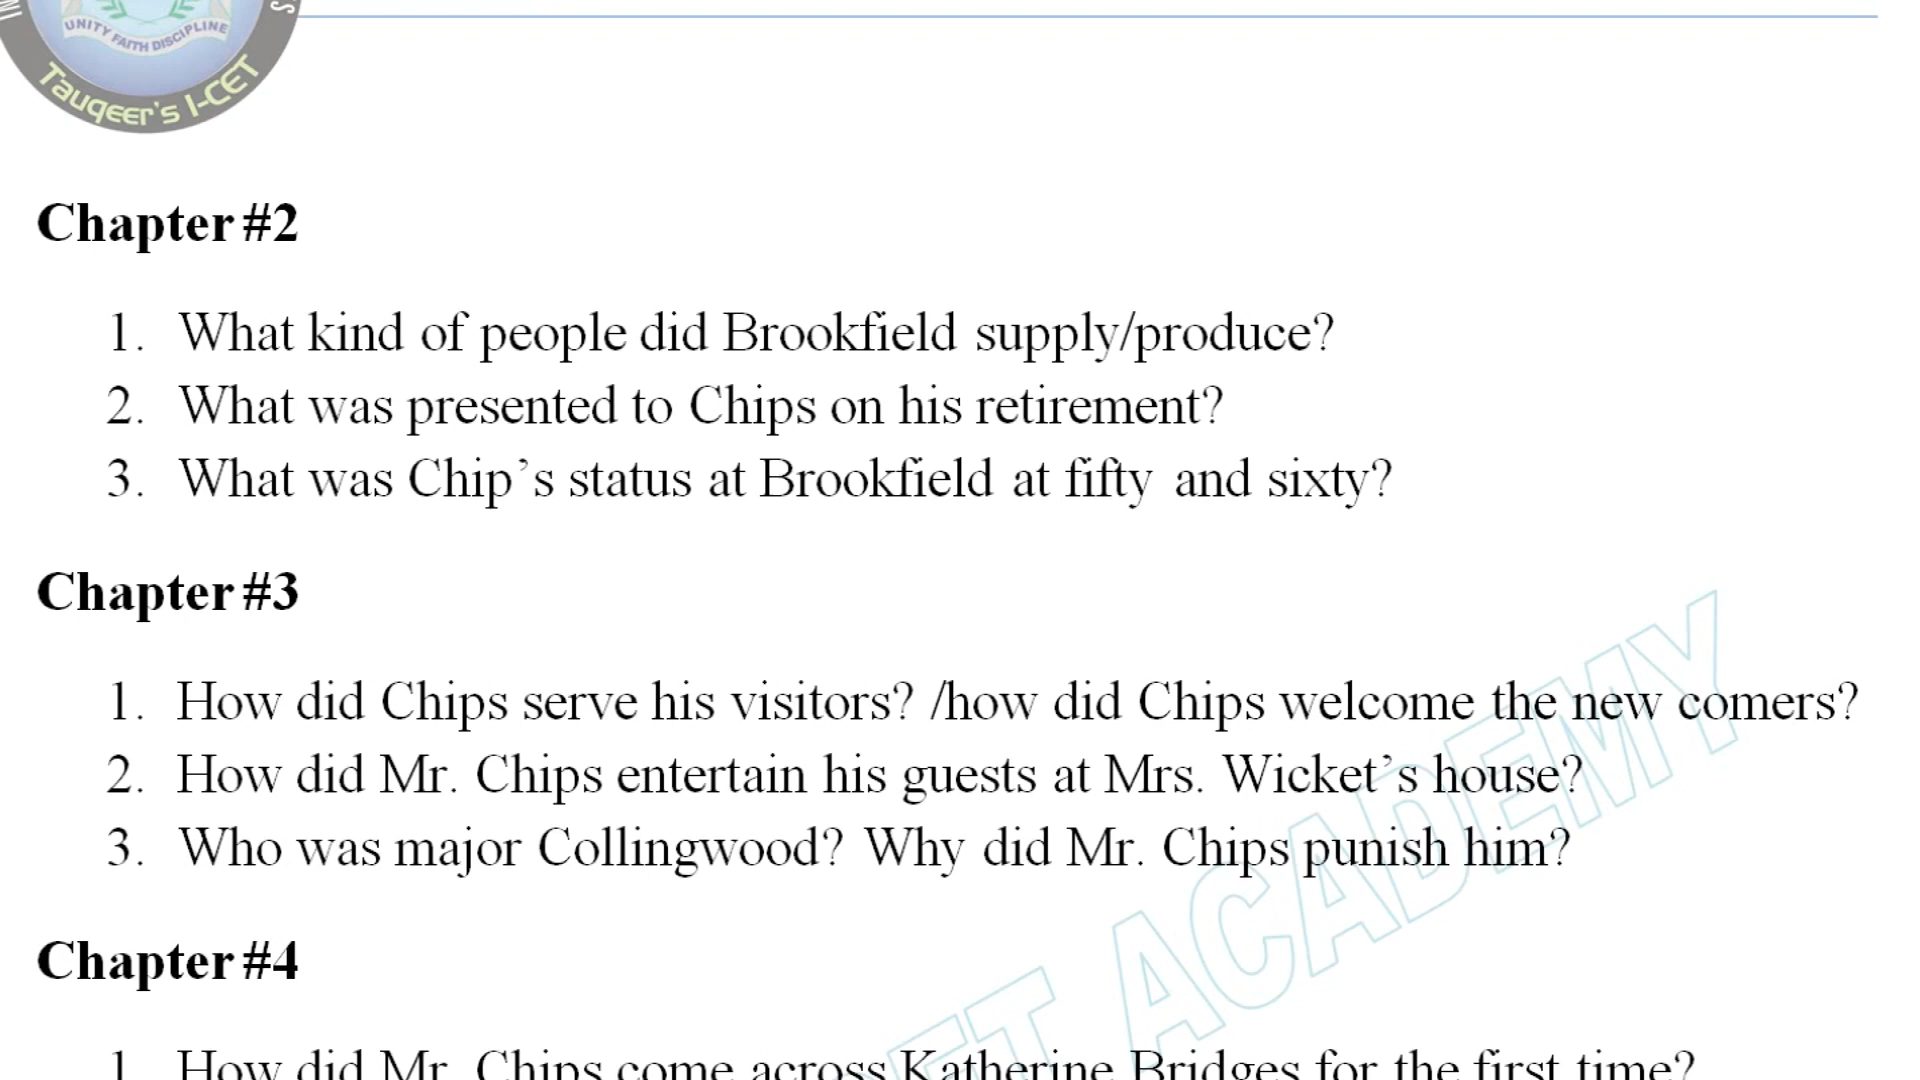 UNITY FAITH DISCIPLINE
Tauqeer's I-CET
Chapter #2
1. What kind of people did Brookfield supply/produce?
2. What was presented to Chips on his retirement?
3. What was Chip’s status at Brookfield at fifty and sixty?
Chapter #3
1. How did Chips serve his visitors? /how did Chips welcome the new comers?
2. How did Mr. Chips entertain his guests at Mrs. Wicket’s house?
3. Who was major Collingwood? Why did Mr. Chips punish him?
ACADEMY
Chapter #4
1. How did Mr. Chips come across Katherine Bridges for the first time?